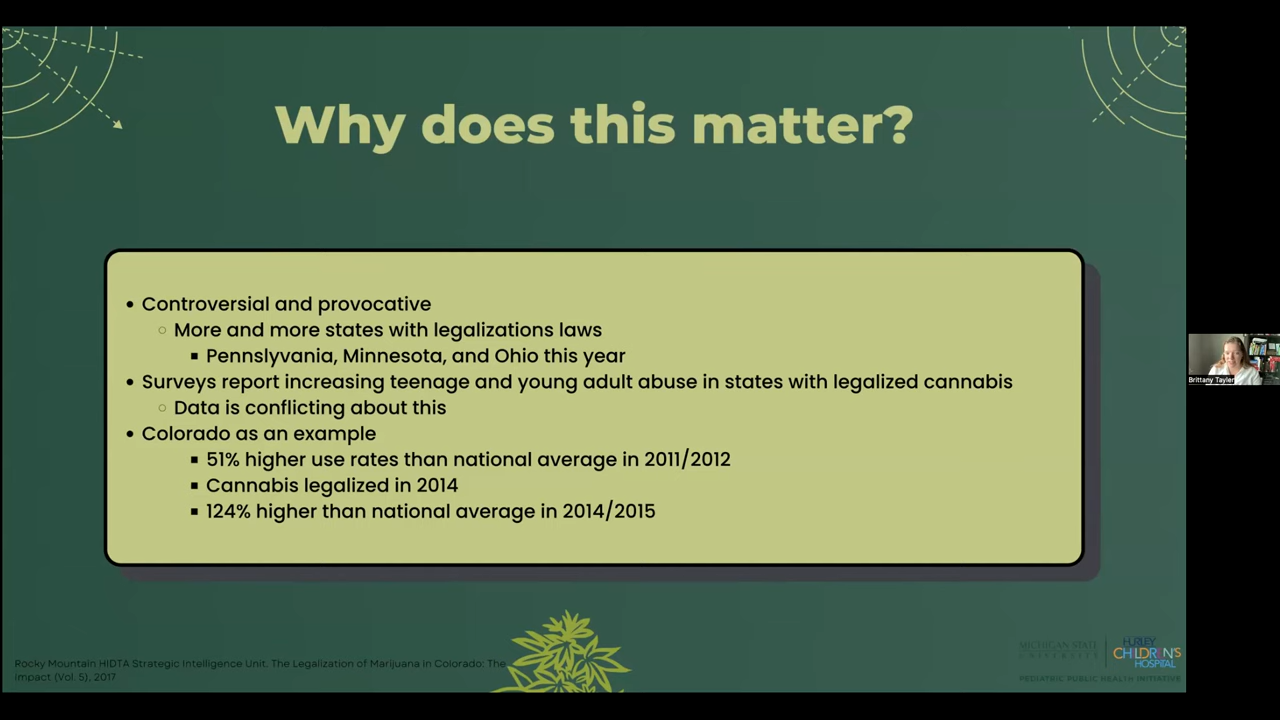 Why does this matter?
• Controversial and provocative
○ More and more states with legalizations laws
▪ Pennslyvania, Minnesota, and Ohio this year
• Surveys report increasing teenage and young adult abuse in states with legalized cannabis
○ Data is conflicting about this
• Colorado as an example
▪ 51% higher use rates than national average in 2011/2012
▪ Cannabis legalized in 2014
▪ 124% higher than national average in 2014/2015
Brittany Tayler
Rocky Mountain HIDTA Strategic Intelligence Unit. The Legalization of Marijuana in Colorado: The
Impact (Vol. 5), 2017
MICHIGAN STATE
UNIVERSITY
HURLEY
CHILDREN'S
HOSPITAL
PEDIATRIC PUBLIC HEALTH INITIATIVE